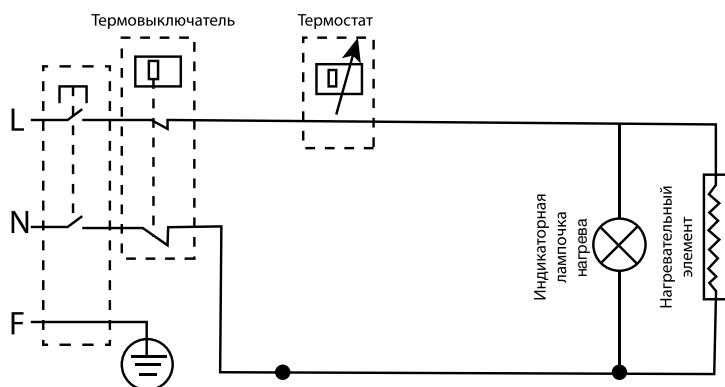 Термовыключатель
Термостат
L
N
F
Индикаторная
лампочка
нагрева
Нагревательный
элемент